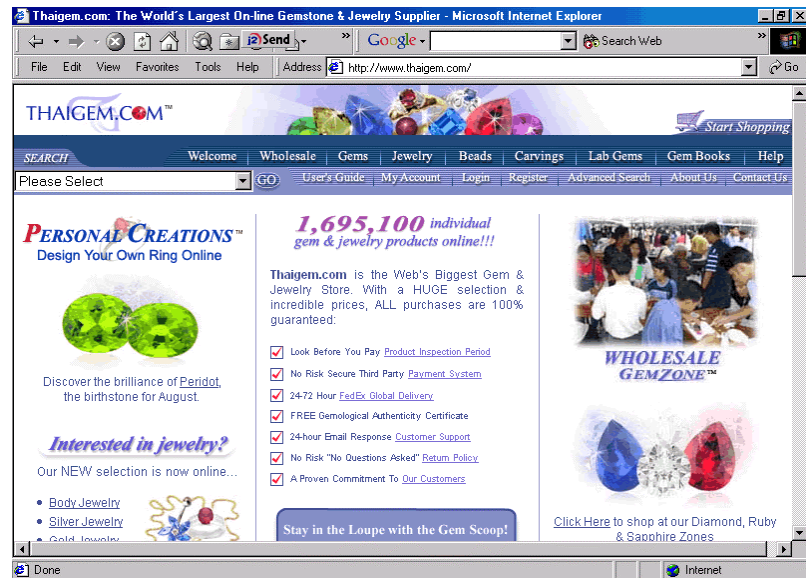 Thaigem.com: The World's Largest On-line Gemstone & Jewelry Supplier - Microsoft Internet Explorer
j2 Send
»
Google
Search Web
»
File Edit View Favorites Tools Help
Address http://www.thaigem.com/
Go
THAIGEM.COM™
Start Shopping
SEARCH
Welcome Wholesale Gems Jewelry Beads Carvings Lab Gems Gem Books Help
Please Select
GO
User's Guide My Account Login Register Advanced Search About Us Contact Us
PERSONAL CREATIONS™
Design Your Own Ring Online
Discover the brilliance of Peridot,
the birthstone for August.
Interested in jewelry?
Our NEW selection is now online...
Body Jewelry
Silver Jewelry
Gold Jewelry
1,695,100 individual
gem & jewelry products online!!!
Thaigem.com is the Web's Biggest Gem &
Jewelry Store. With a HUGE selection &
incredible prices, ALL purchases are 100%
guaranteed:
Look Before You Pay Product Inspection Period
No Risk Secure Third Party Payment System
24-72 Hour FedEx Global Delivery
FREE Gemological Authenticity Certificate
24-hour Email Response Customer Support
No Risk "No Questions Asked" Return Policy
A Proven Commitment To Our Customers
Stay in the Loupe with the Gem Scoop!
WHOLESALE
GEMZONE™
Click Here to shop at our Diamond, Ruby
& Sapphire Zones
Done
Internet